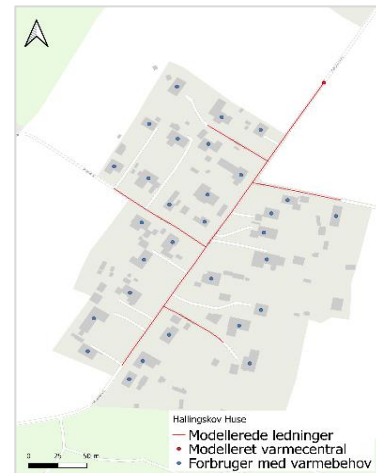 Hallingskov Huse
Modellerede ledninger
Modelleret varmecentral
Forbruger med varmebehov
0 25 50 m